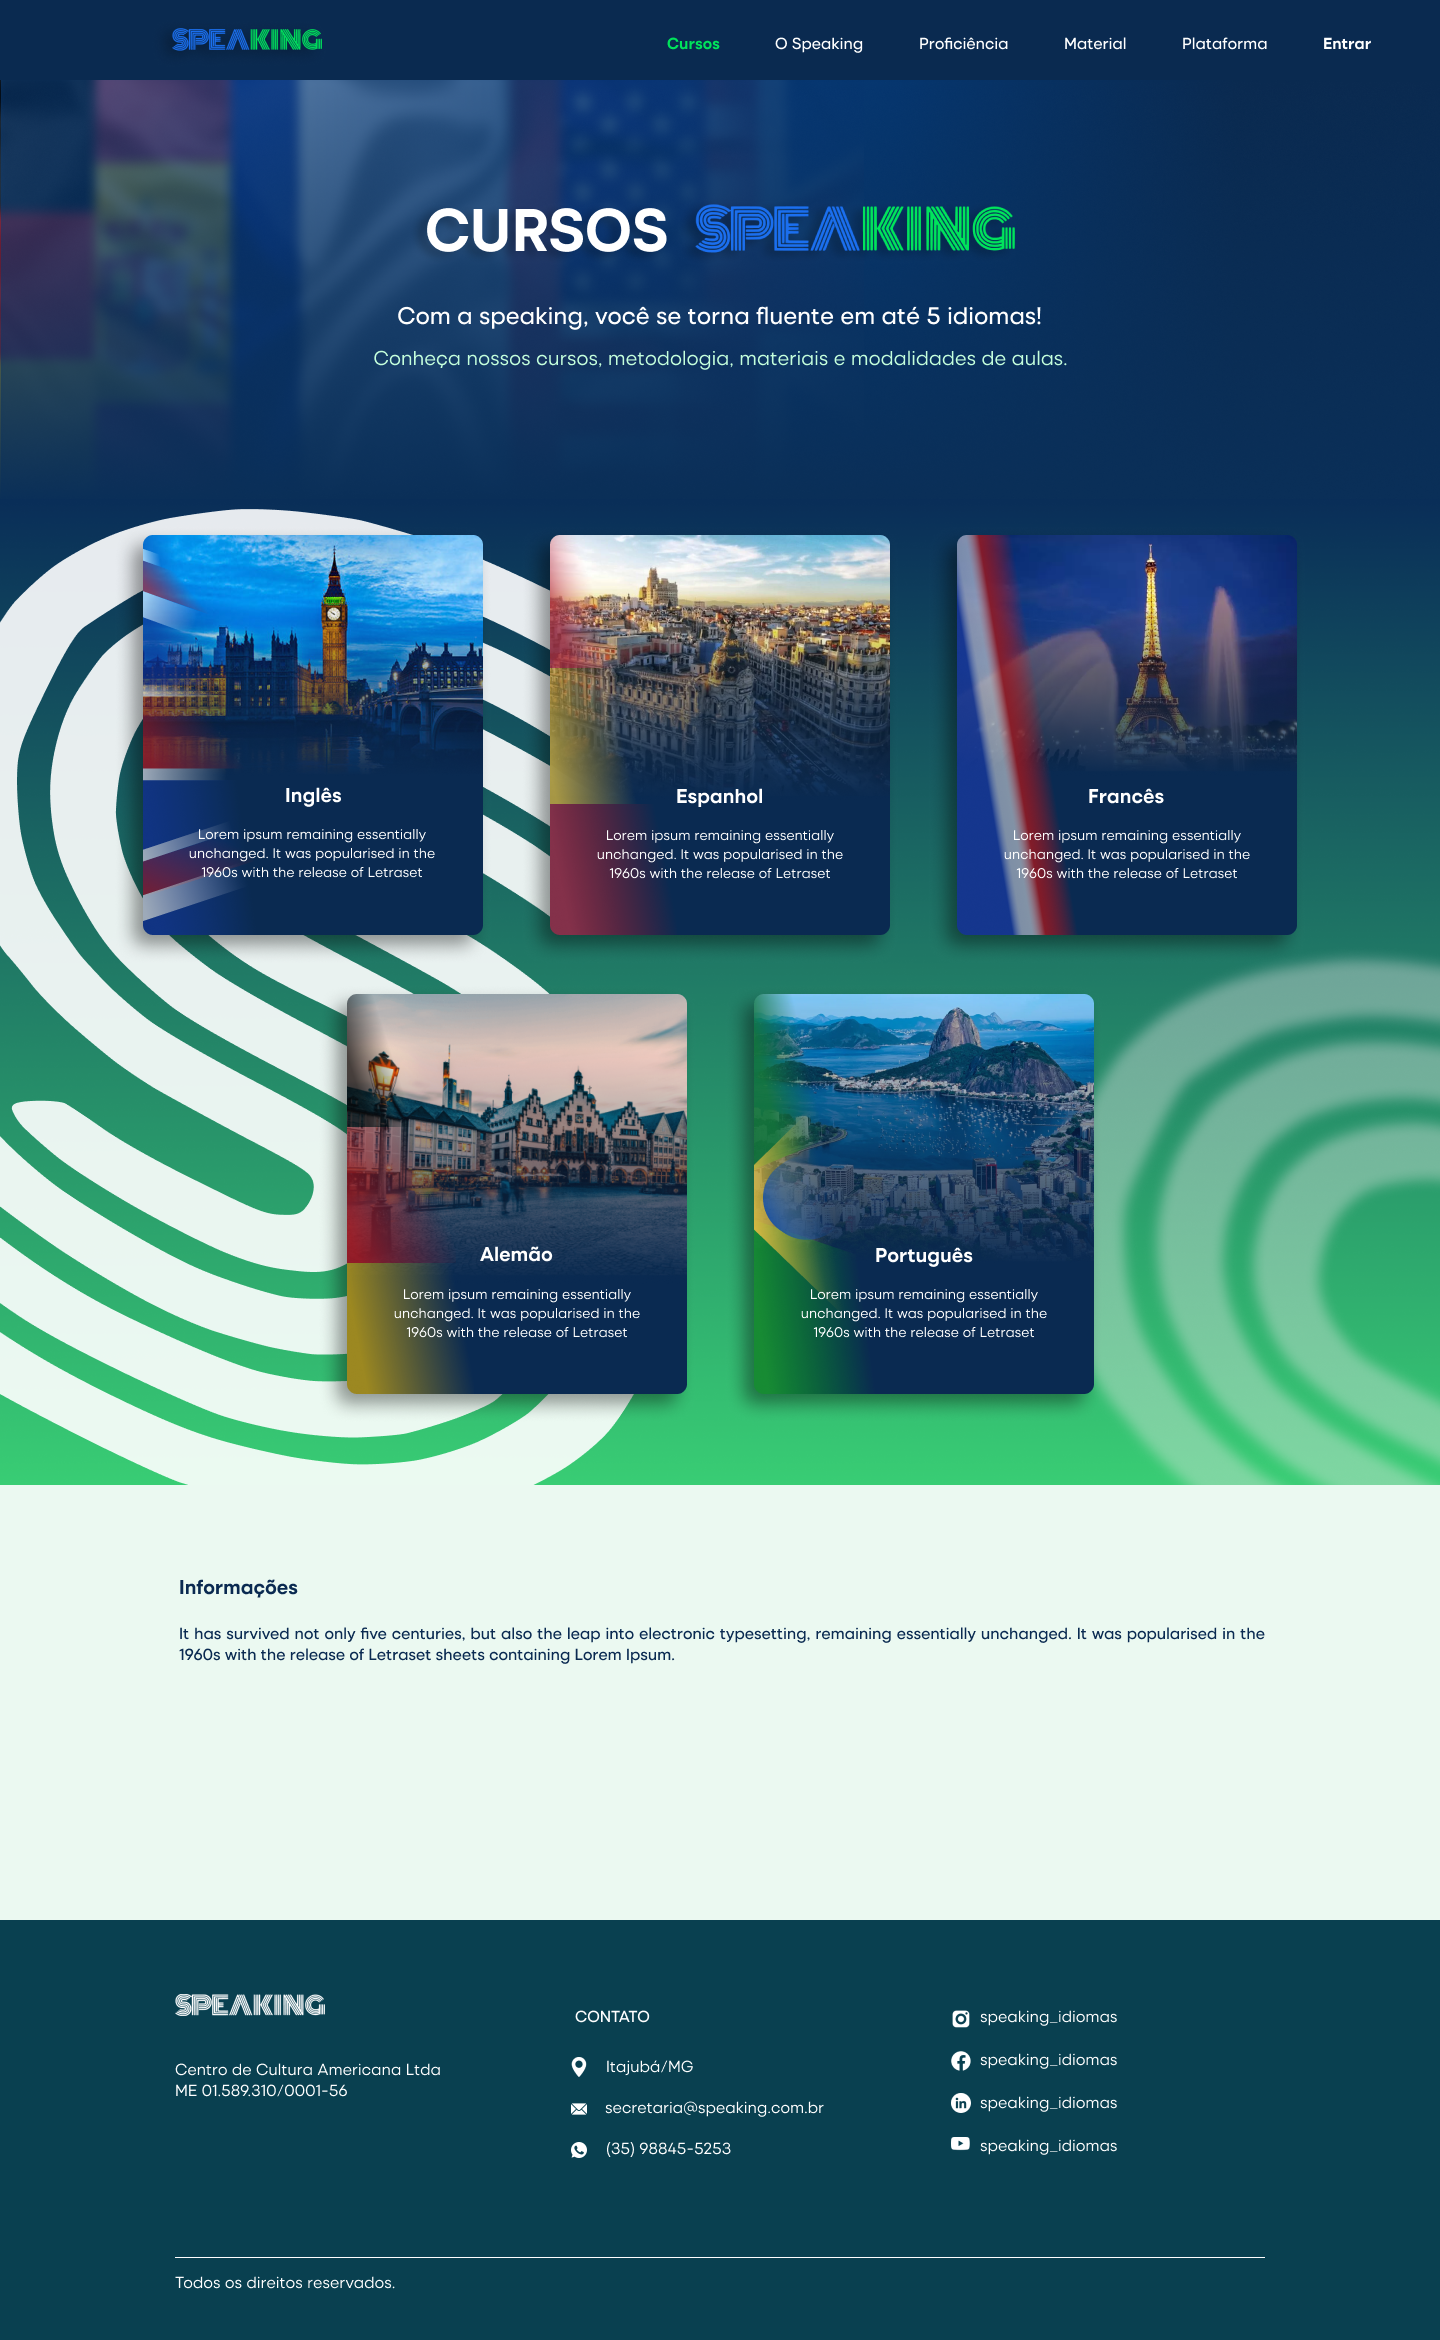 SPEAKING
Cursos
O Speaking
Proficiência
Material
Plataforma
Entrar
CURSOS SPEAKING
Com a speaking, você se torna fluente em até 5 idiomas!
Conheça nossos cursos, metodologia, materiais e modalidades de aulas.
Inglês
Lorem ipsum remaining essentially
unchanged. It was popularised in the
1960s with the release of Letraset
Espanhol
Lorem ipsum remaining essentially
unchanged. It was popularised in the
1960s with the release of Letraset
Francês
Lorem ipsum remaining essentially
unchanged. It was popularised in the
1960s with the release of Letraset
Alemão
Lorem ipsum remaining essentially
unchanged. It was popularised in the
1960s with the release of Letraset
Português
Lorem ipsum remaining essentially
unchanged. It was popularised in the
1960s with the release of Letraset
Informações
It has survived not only five centuries, but also the leap into electronic typesetting, remaining essentially unchanged. It was popularised in the
1960s with the release of Letraset sheets containing Lorem Ipsum.
SPEAKING
Centro de Cultura Americana Ltda
ME 01.589.310/0001-56
CONTATO
Itajubá/MG
secretaria@speaking.com.br
(35) 98845-5253
speaking_idiomas
speaking_idiomas
speaking_idiomas
speaking_idiomas
Todos os direitos reservados.